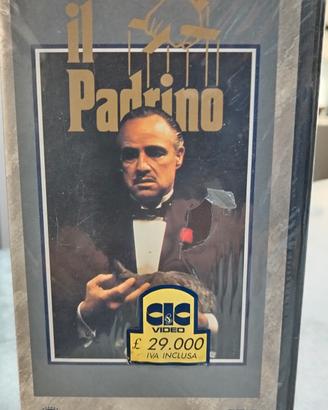 il
Padrino
CIC
VIDEO
£ 29.000
IVA INCLUSA